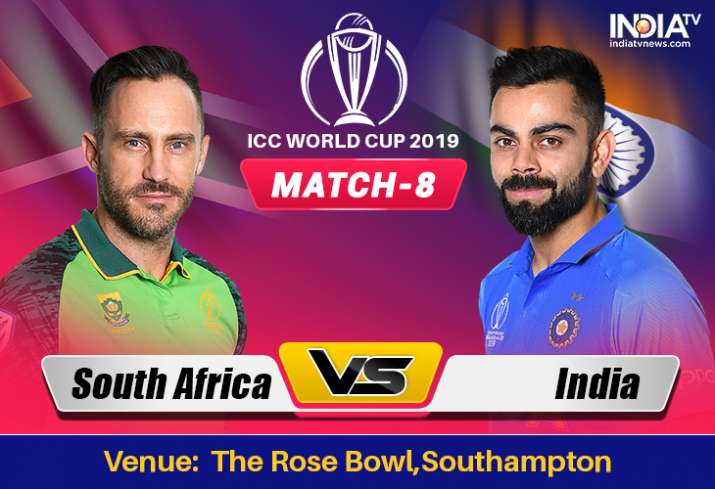 INDIA TV
indiatvnews.com
ICC WORLD CUP 2019
MATCH-8
South Africa
VS
India
Venue: The Rose Bowl,Southampton